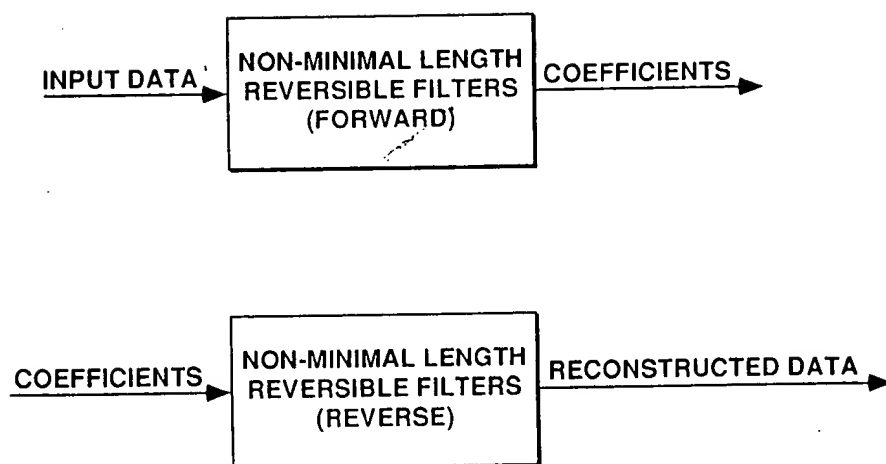 INPUT DATA
NON-MINIMAL LENGTH
REVERSIBLE FILTERS
(FORWARD)
COEFFICIENTS
COEFFICIENTS
NON-MINIMAL LENGTH
REVERSIBLE FILTERS
(REVERSE)
RECONSTRUCTED DATA